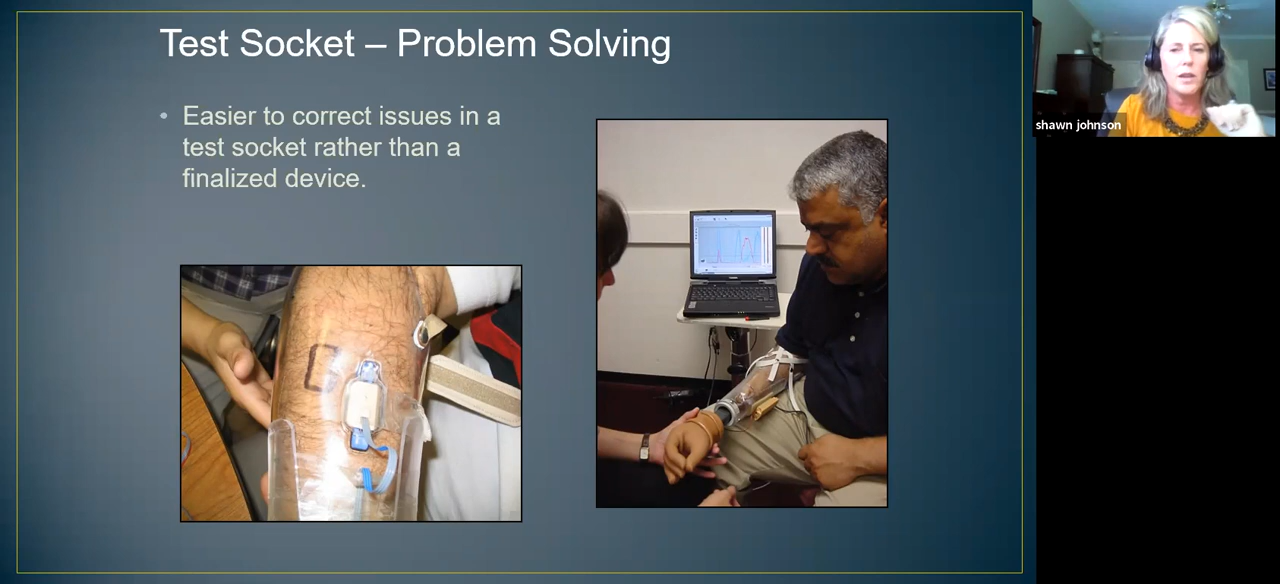 Test Socket – Problem Solving
• Easier to correct issues in a
test socket rather than a
finalized device.
shawn johnson